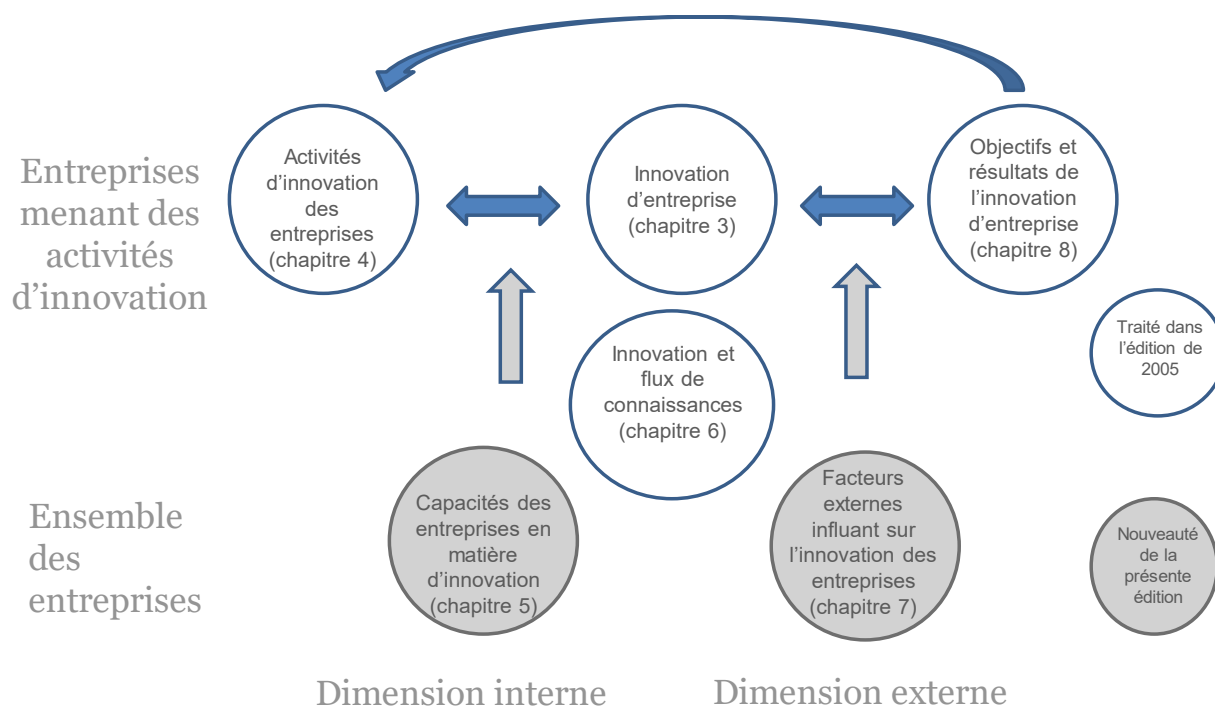 Entreprises
menant des
activités
d’innovation
Activités
d’innovation
des
entreprises
(chapitre 4)
Innovation
d’entreprise
(chapitre 3)
Objectifs et
résultats de
l’innovation
d’entreprise
(chapitre 8)
Traité dans
l’édition de
2005
Innovation et
flux de
connaissances
(chapitre 6)
Ensemble
des
entreprises
Capacités des
entreprises en
matière
d’innovation
(chapitre 5)
Facteurs
externes
influant sur
l’innovation des
entreprises
(chapitre 7)
Nouveauté
de la
présente
édition
Dimension interne
Dimension externe